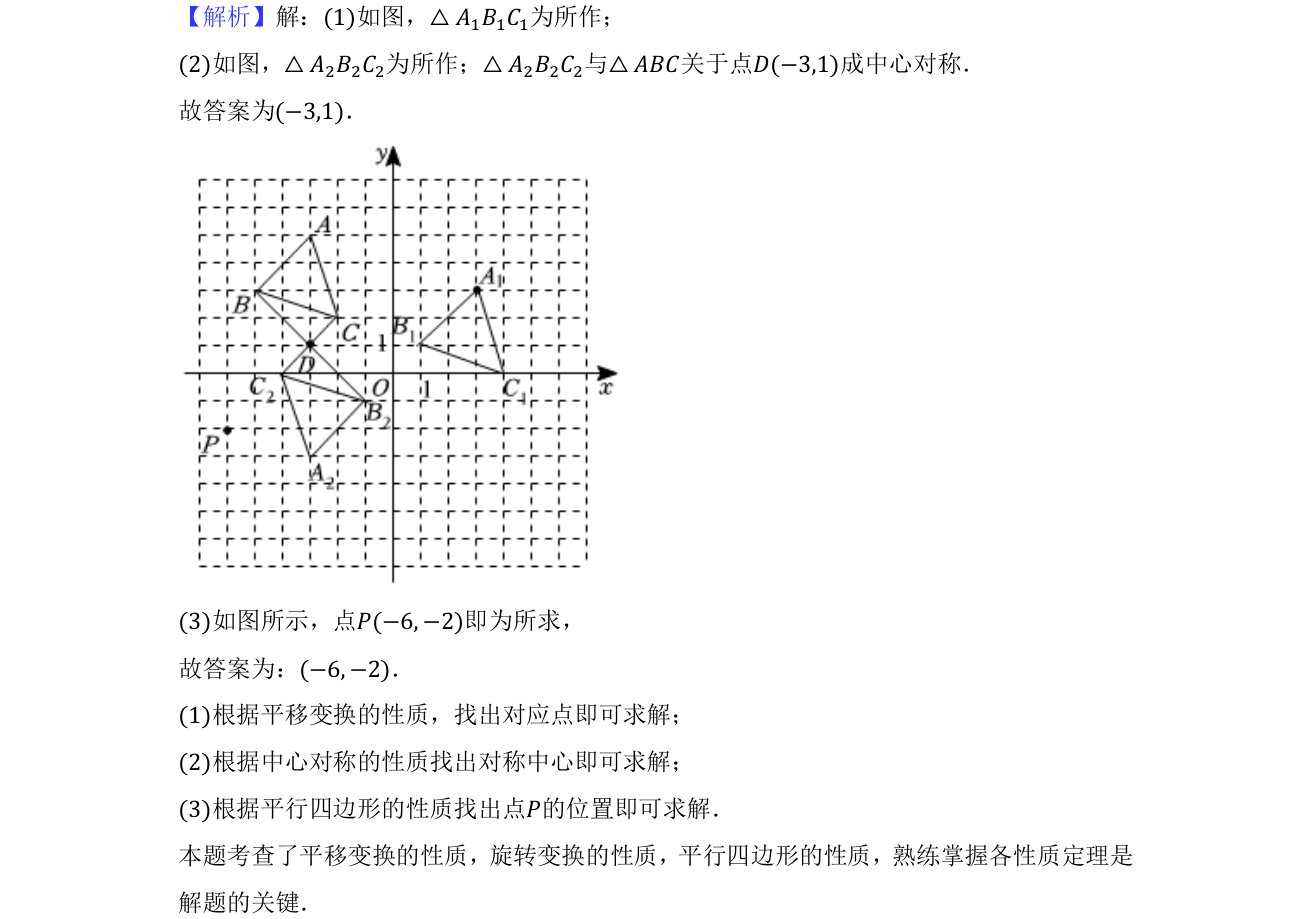 【解析】解：(1)如图，△ A₁B₁C₁为所作；
(2)如图，△ A₂B₂C₂为所作；△ A₂B₂C₂与△ ABC关于点D(−3,1)成中心对称．
故答案为(−3,1)．
y
A
A₁
B
C
B₁
1
D
C₂
O
1
C₁
x
B₂
P
A₂
(3)如图所示，点P(−6,−2)即为所求，
故答案为：(−6,−2)．
(1)根据平移变换的性质，找出对应点即可求解；
(2)根据中心对称的性质找出对称中心即可求解；
(3)根据平行四边形的性质找出点P的位置即可求解．
本题考查了平移变换的性质，旋转变换的性质，平行四边形的性质，熟练掌握各性质定理是
解题的关键．